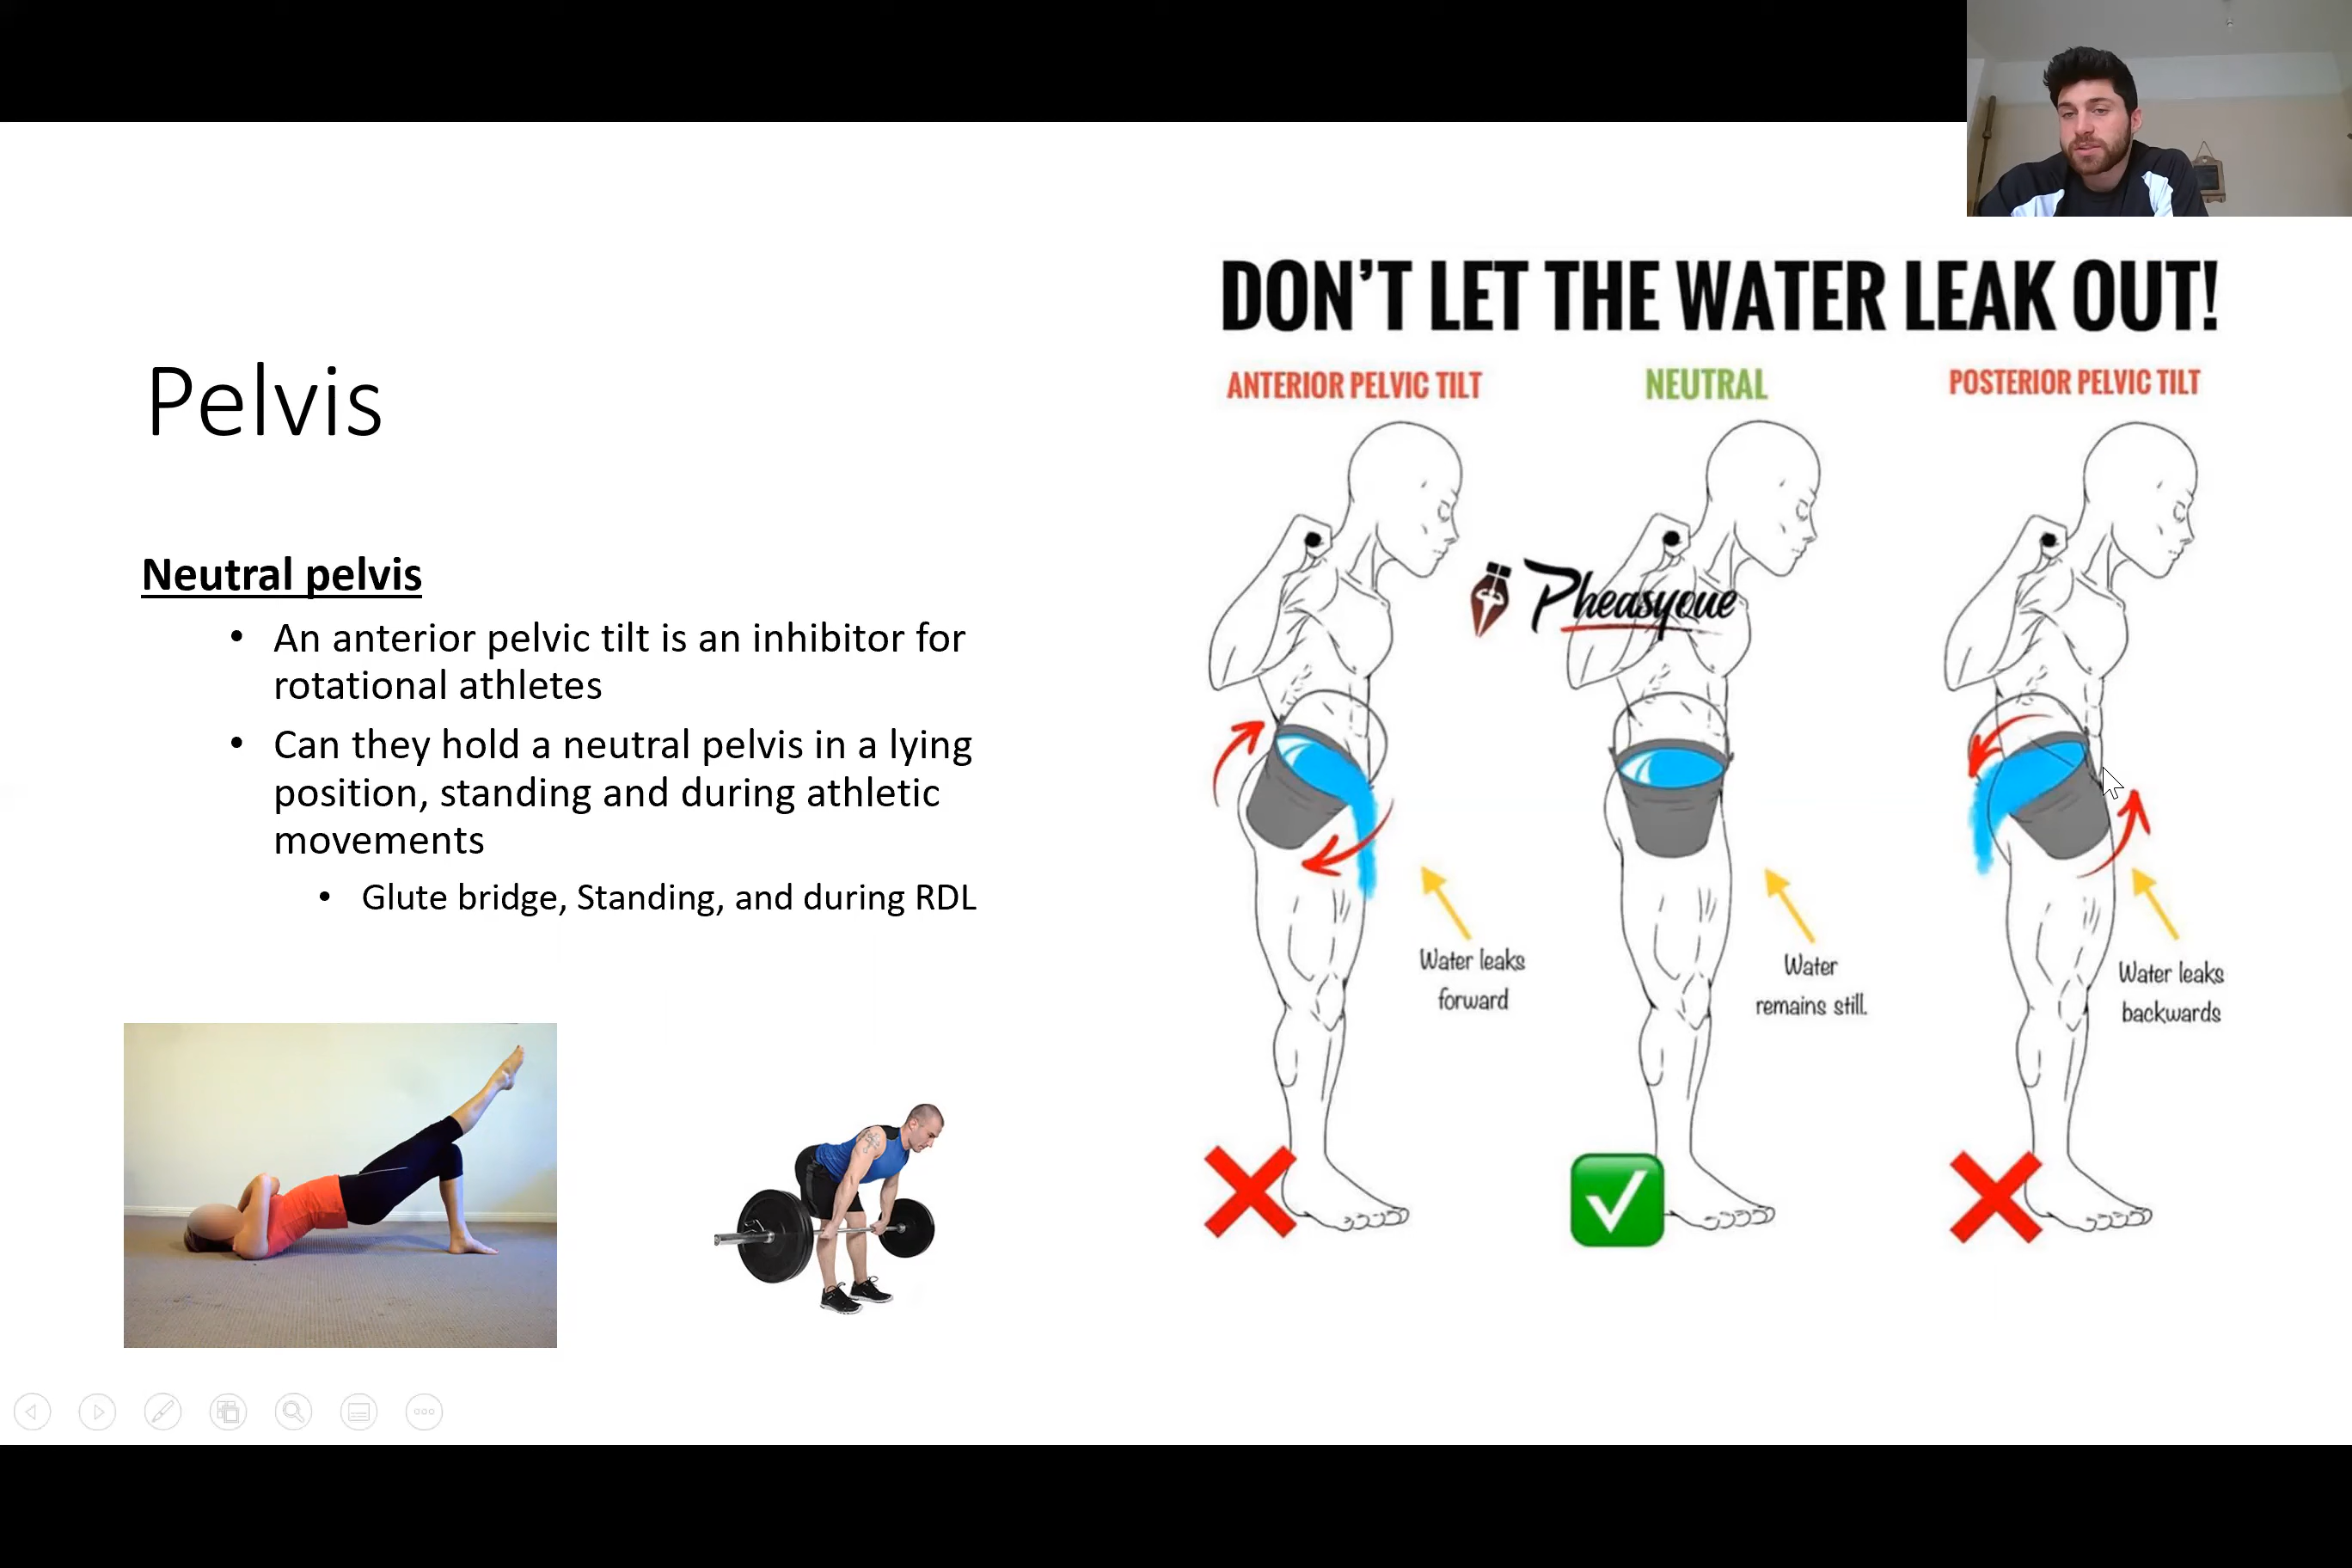 Pelvis
Neutral pelvis
• An anterior pelvic tilt is an inhibitor for
rotational athletes
• Can they hold a neutral pelvis in a lying
position, standing and during athletic
movements
• Glute bridge, Standing, and during RDL
DON'T LET THE WATER LEAK OUT!
ANTERIOR PELVIC TILT
NEUTRAL
POSTERIOR PELVIC TILT
Pheasyque
Water leaks
forward
Water
remains still.
Water leaks
backwards